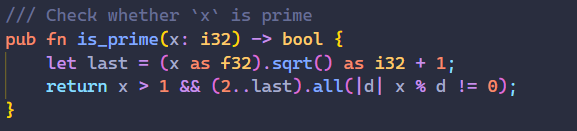 /// Check whether `x` is prime
pub fn is_prime(x: i32) -> bool {
    let last = (x as f32).sqrt() as i32 + 1;
    return x > 1 && (2..last).all(|d| x % d != 0);
}